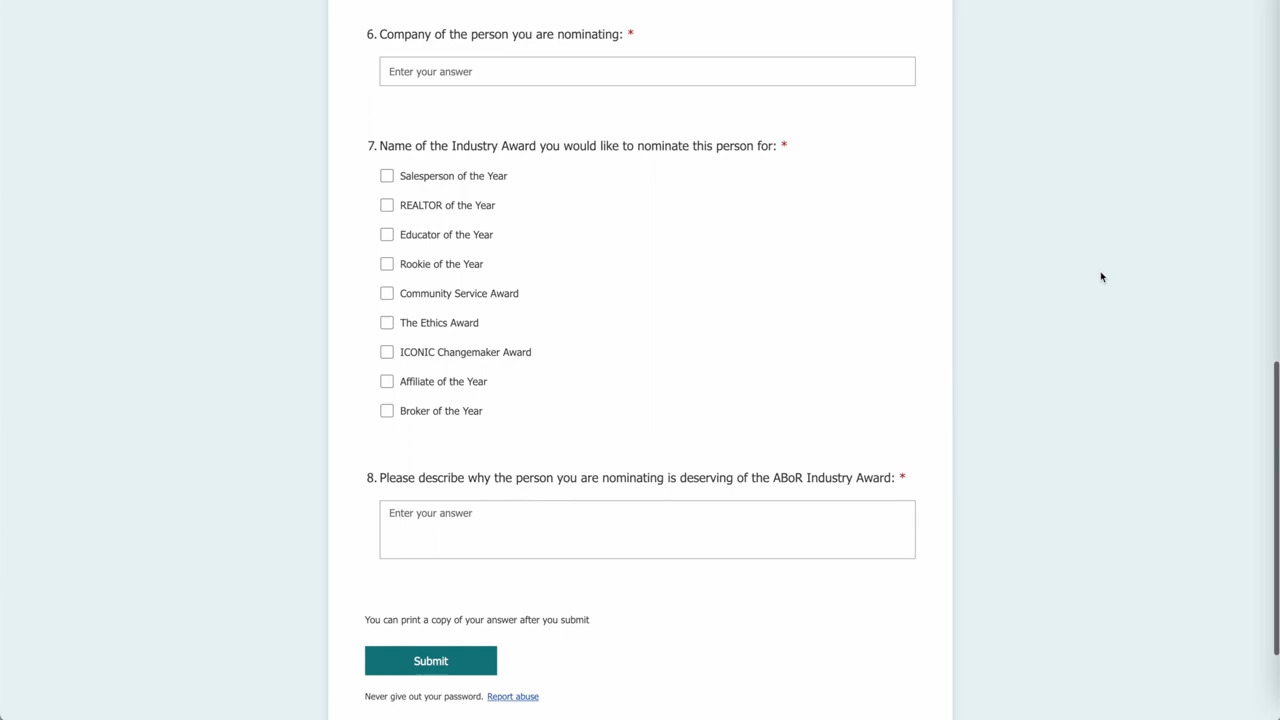 6. Company of the person you are nominating: *
Enter your answer
7. Name of the Industry Award you would like to nominate this person for: *
Salesperson of the Year
REALTOR of the Year
Educator of the Year
Rookie of the Year
Community Service Award
The Ethics Award
ICONIC Changemaker Award
Affiliate of the Year
Broker of the Year
8. Please describe why the person you are nominating is deserving of the ABoR Industry Award: *
Enter your answer
You can print a copy of your answer after you submit
Submit
Never give out your password. Report abuse